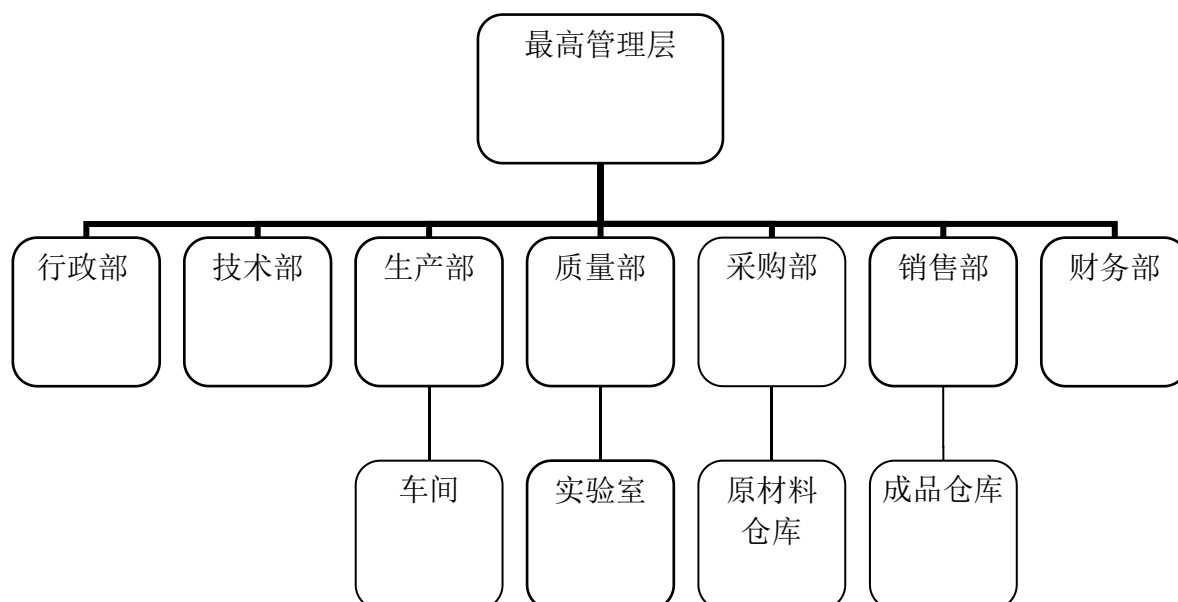 最高管理层
行政部
技术部
生产部
质量部
采购部
销售部
财务部
车间
实验室
原材料
仓库
成品仓库